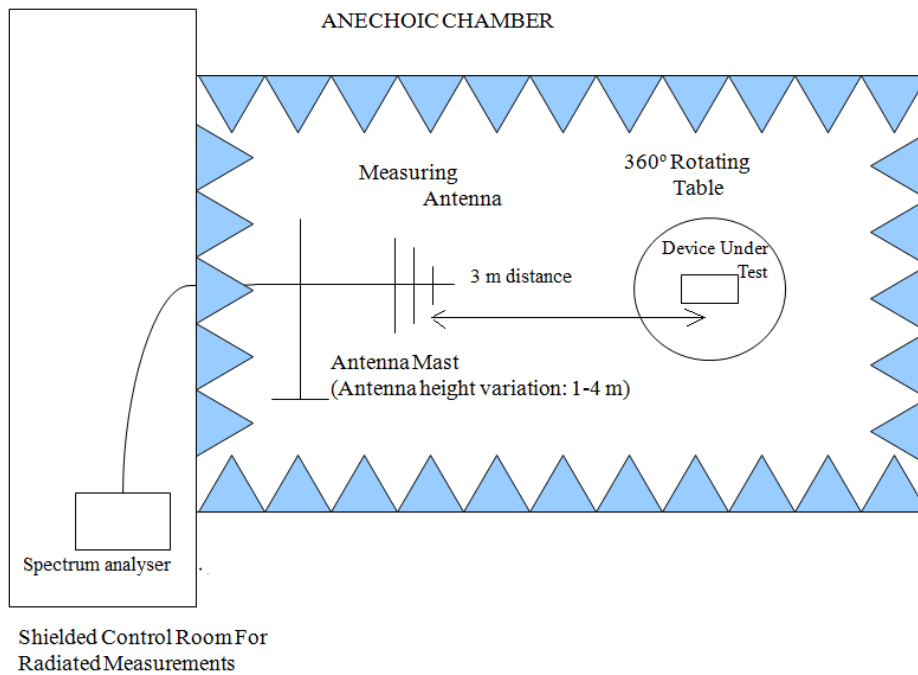 ANECHOIC CHAMBER
Measuring
Antenna
360º Rotating
Table
Device Under
Test
3 m distance
Antenna Mast
(Antenna height variation: 1-4 m)
Spectrum analyser
Shielded Control Room For
Radiated Measurements